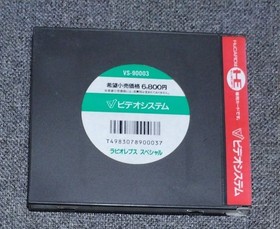 VS-90003
希望小売価格 6,800円
ビデオシステム
T4983078900037
ラビオレプス スペシャル
HuCARD
HE
ビデオシステム